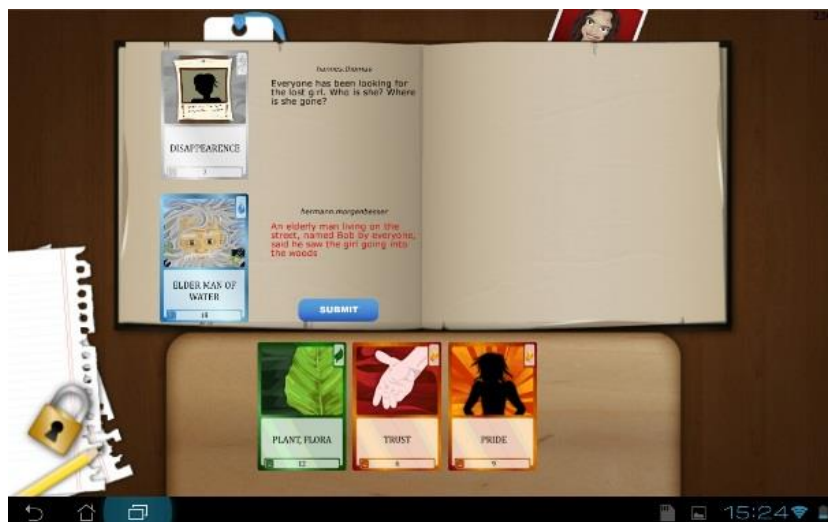 hannes.thomas
Everyone has been looking for
the lost girl. Who is she? Where
is she gone?
DISAPPEARENCE
hermann.morgenbesser
An elderly man living on the
street, named Bob by everyone,
said he saw the girl going into
the woods
ELDER MAN OF
WATER
SUBMIT
PLANT, FLORA
12
TRUST
PRIDE
9
15:24